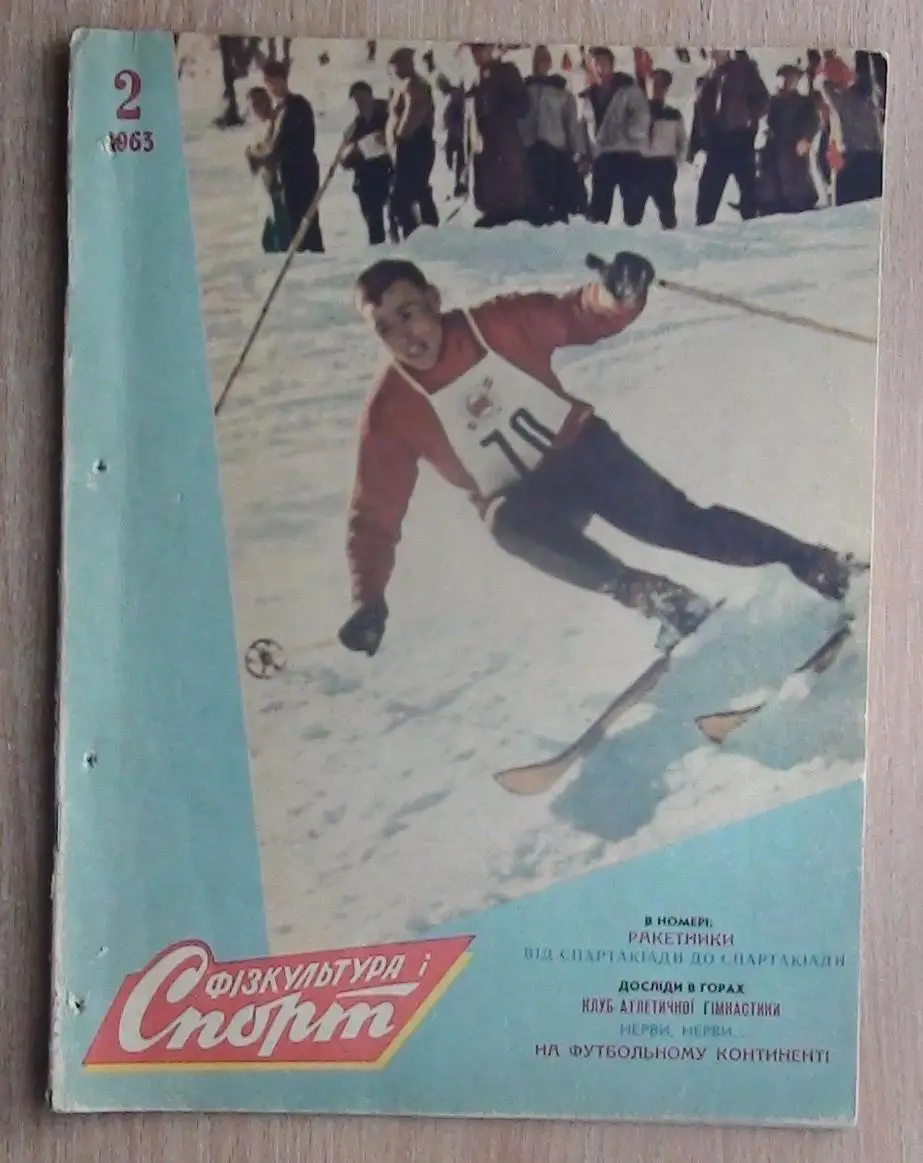 2
1963
70
ФІЗКУЛЬТУРА і
Спорт
В НОМЕРІ:
РАКЕТНИКИ
ВІД СПАРТАКІАДИ ДО СПАРТАКІАДИ
ДОСЛІДИ В ГОРАХ
КЛУБ АТЛЕТИЧНОЇ ГІМНАСТИКИ
НЕРВИ, НЕРВИ...
НА ФУТБОЛЬНОМУ КОНТИНЕНТІ